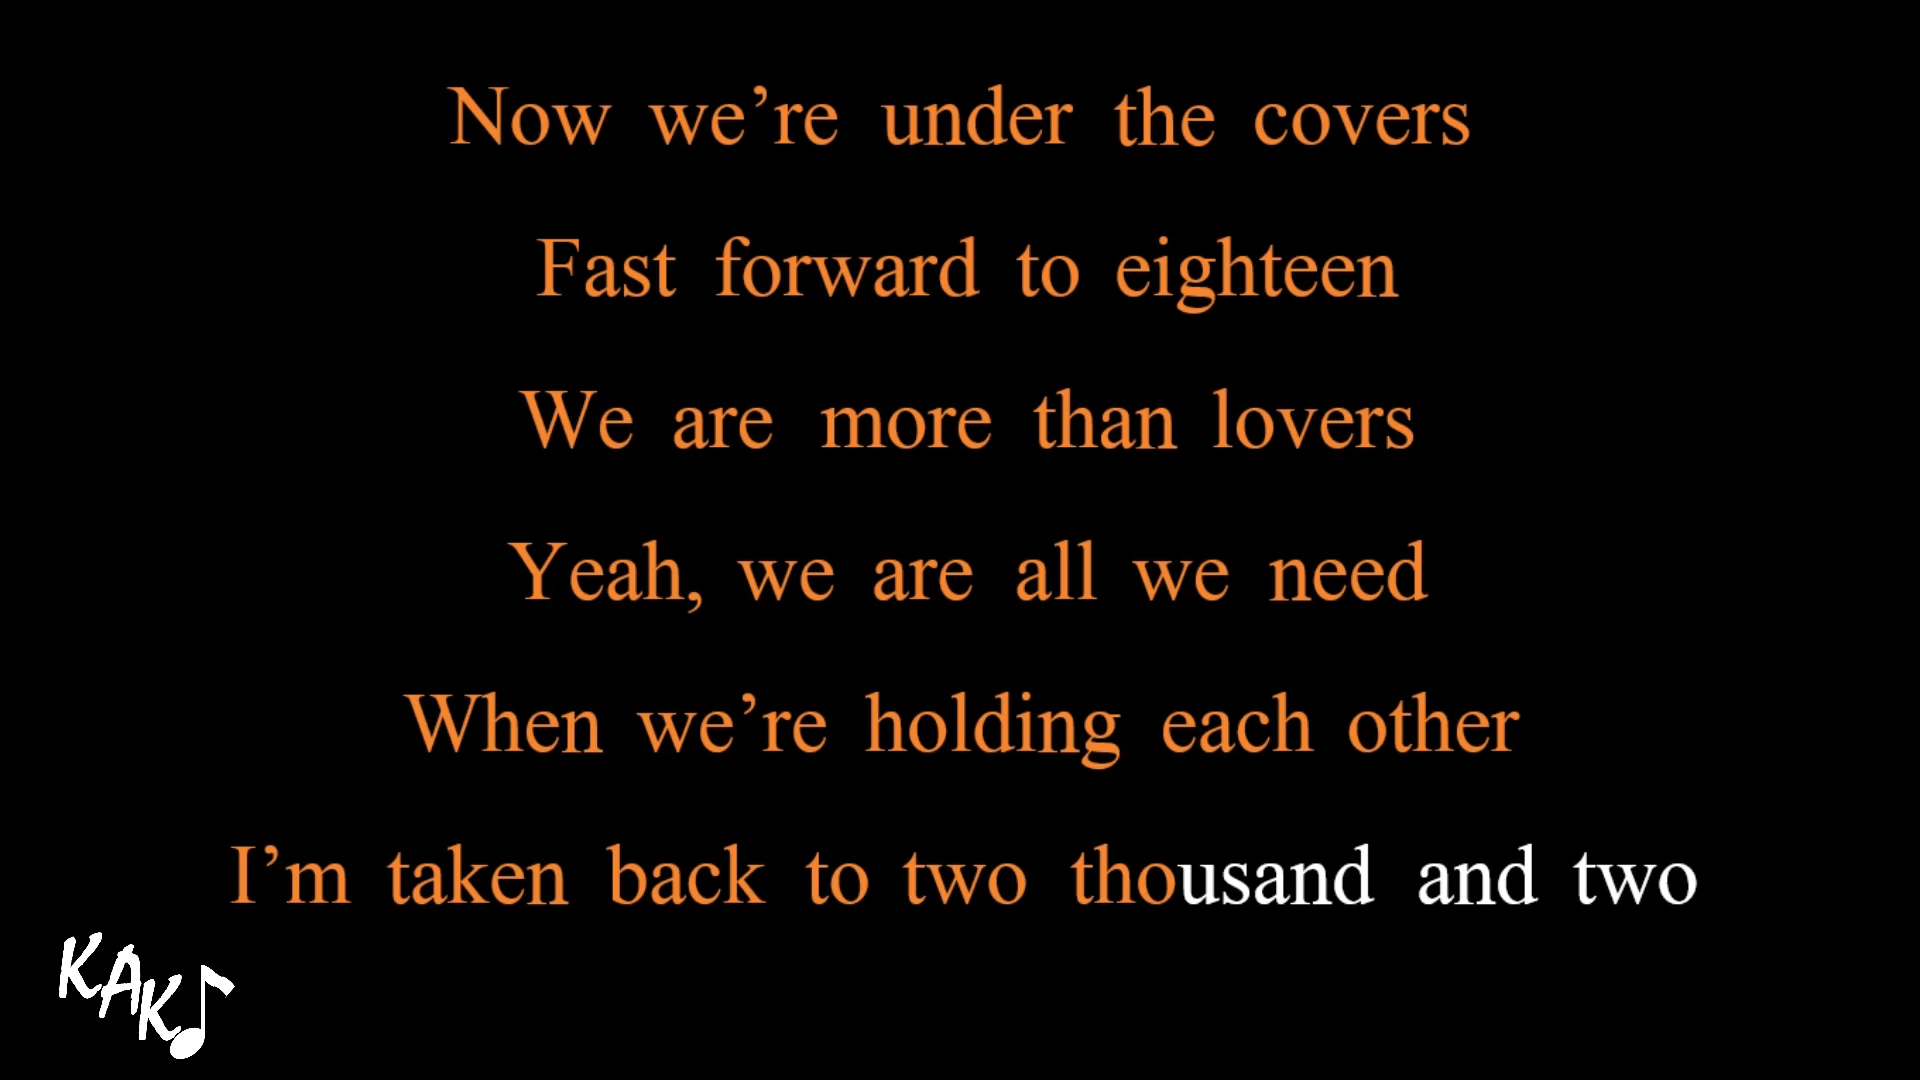 Now we’re under the covers
Fast forward to eighteen
We are more than lovers
Yeah, we are all we need
When we’re holding each other
I’m taken back to two thousand and two
KAK